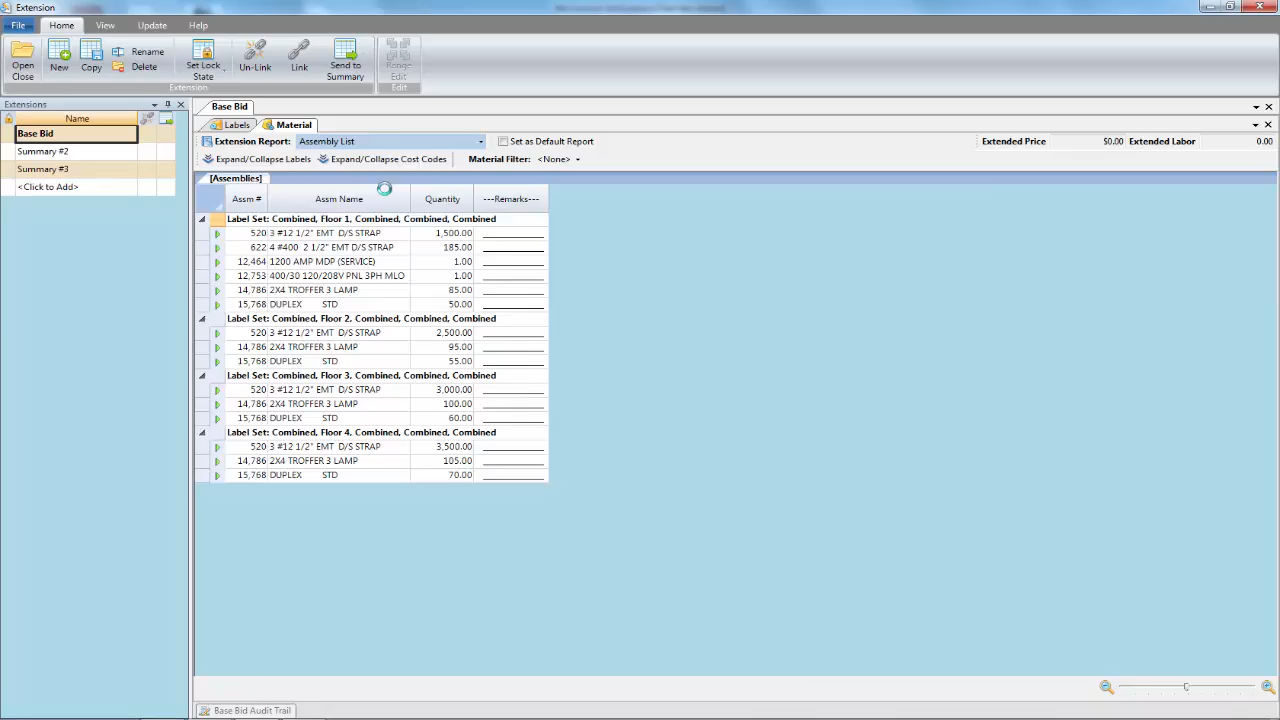 Extension
File Home View Update Help
Open Close
New
Copy
Rename
Delete
Set Lock State
Un-Link
Link
Send to Summary
Range Edit
Extension
Edit
Extensions
Name
Base Bid
Summary #2
Summary #3
<Click to Add>
Base Bid
Labels Material
Extension Report: Assembly List Set as Default Report Extended Price $0.00 Extended Labor 0.00
Expand/Collapse Labels Expand/Collapse Cost Codes Material Filter: <None>
[Assemblies]
Assm # Assm Name Quantity ---Remarks---
Label Set: Combined, Floor 1, Combined, Combined, Combined
520 3 #12 1/2" EMT D/S STRAP 1,500.00
622 4 #400 2 1/2" EMT D/S STRAP 185.00
12,464 1200 AMP MDP (SERVICE) 1.00
12,753 400/30 120/208V PNL 3PH MLO 1.00
14,786 2X4 TROFFER 3 LAMP 85.00
15,768 DUPLEX STD 50.00
Label Set: Combined, Floor 2, Combined, Combined, Combined
520 3 #12 1/2" EMT D/S STRAP 2,500.00
14,786 2X4 TROFFER 3 LAMP 95.00
15,768 DUPLEX STD 55.00
Label Set: Combined, Floor 3, Combined, Combined, Combined
520 3 #12 1/2" EMT D/S STRAP 3,000.00
14,786 2X4 TROFFER 3 LAMP 100.00
15,768 DUPLEX STD 60.00
Label Set: Combined, Floor 4, Combined, Combined, Combined
520 3 #12 1/2" EMT D/S STRAP 3,500.00
14,786 2X4 TROFFER 3 LAMP 105.00
15,768 DUPLEX STD 70.00
Base Bid Audit Trail